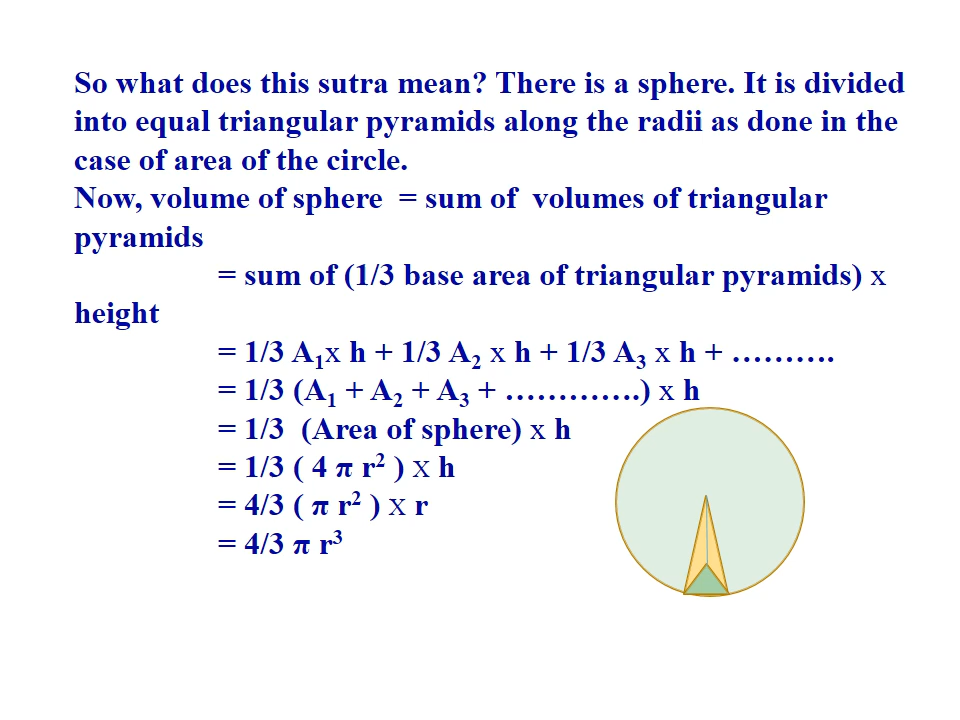 So what does this sutra mean? There is a sphere. It is divided
into equal triangular pyramids along the radii as done in the
case of area of the circle.
Now, volume of sphere = sum of volumes of triangular
pyramids
= sum of (1/3 base area of triangular pyramids) x
height
= 1/3 A₁x h + 1/3 A₂ x h + 1/3 A₃ x h + ……….
= 1/3 (A₁ + A₂ + A₃ + ………….) x h
= 1/3 (Area of sphere) x h
= 1/3 ( 4 π r² ) x h
= 4/3 ( π r² ) x r
= 4/3 π r³